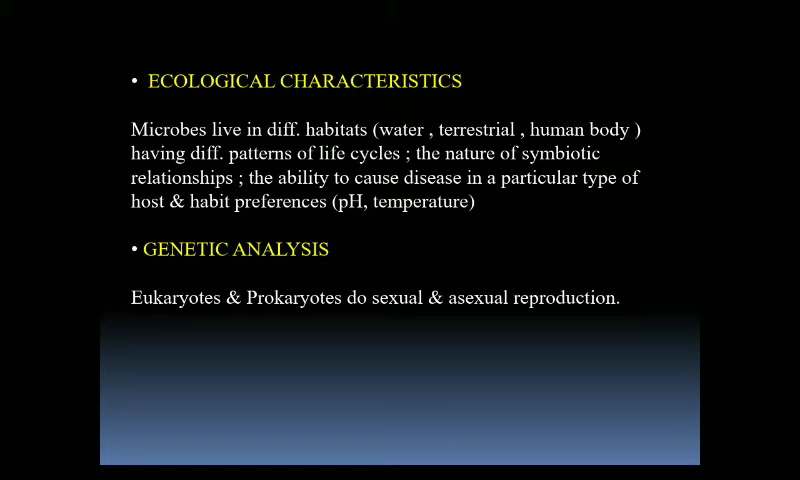 • ECOLOGICAL CHARACTERISTICS
Microbes live in diff. habitats (water , terrestrial , human body )
having diff. patterns of life cycles ; the nature of symbiotic
relationships ; the ability to cause disease in a particular type of
host & habit preferences (pH, temperature)
• GENETIC ANALYSIS
Eukaryotes & Prokaryotes do sexual & asexual reproduction.